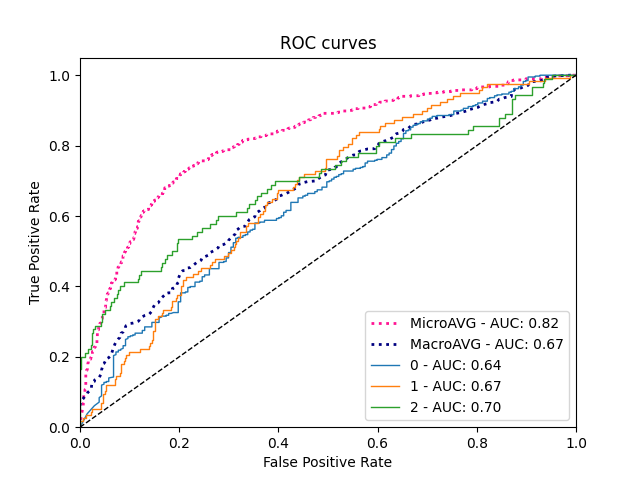 ROC curves
True Positive Rate
1.0
0.8
0.6
0.4
0.2
0.0
MicroAVG - AUC: 0.82
MacroAVG - AUC: 0.67
0 - AUC: 0.64
1 - AUC: 0.67
2 - AUC: 0.70
0.0 0.2 0.4 0.6 0.8 1.0
False Positive Rate